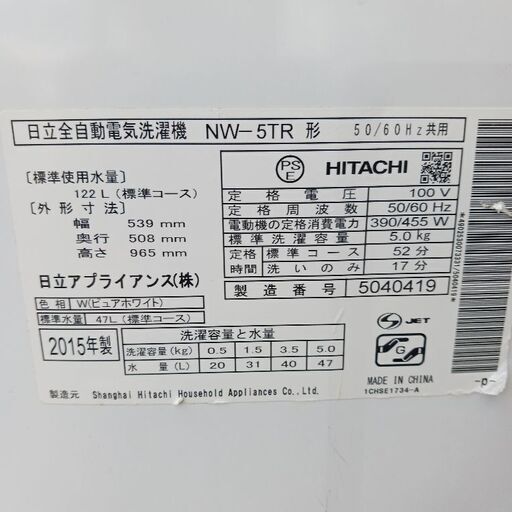 日立全自動電気洗濯機 NW-5TR 形 50/60Hz共用
〔標準使用水量〕
122L(標準コース)
〔外形寸法〕
幅 539 mm
奥行 508 mm
高さ 965 mm
日立アプライアンス(株)
色相 W(ピュアホワイト)
標準水量 47L(標準コース)
2015年製
PS E HITACHI
定格電圧 100 V
定格周波数 50/60 Hz
電動機の定格消費電力 390/455 W
標準洗濯容量 5.0kg
定格時間 標準コース 52分
洗いのみ 17分
製造番号 5040419
洗濯容量と水量
洗濯容量(kg) 0.5 1.5 3.5 5.0
水量(L) 20 31 40 47
S JET
G
MADE IN CHINA
1CHSE1734-A
-p-
製造元 Shanghai Hitachi Household Appliances Co.,Ltd.